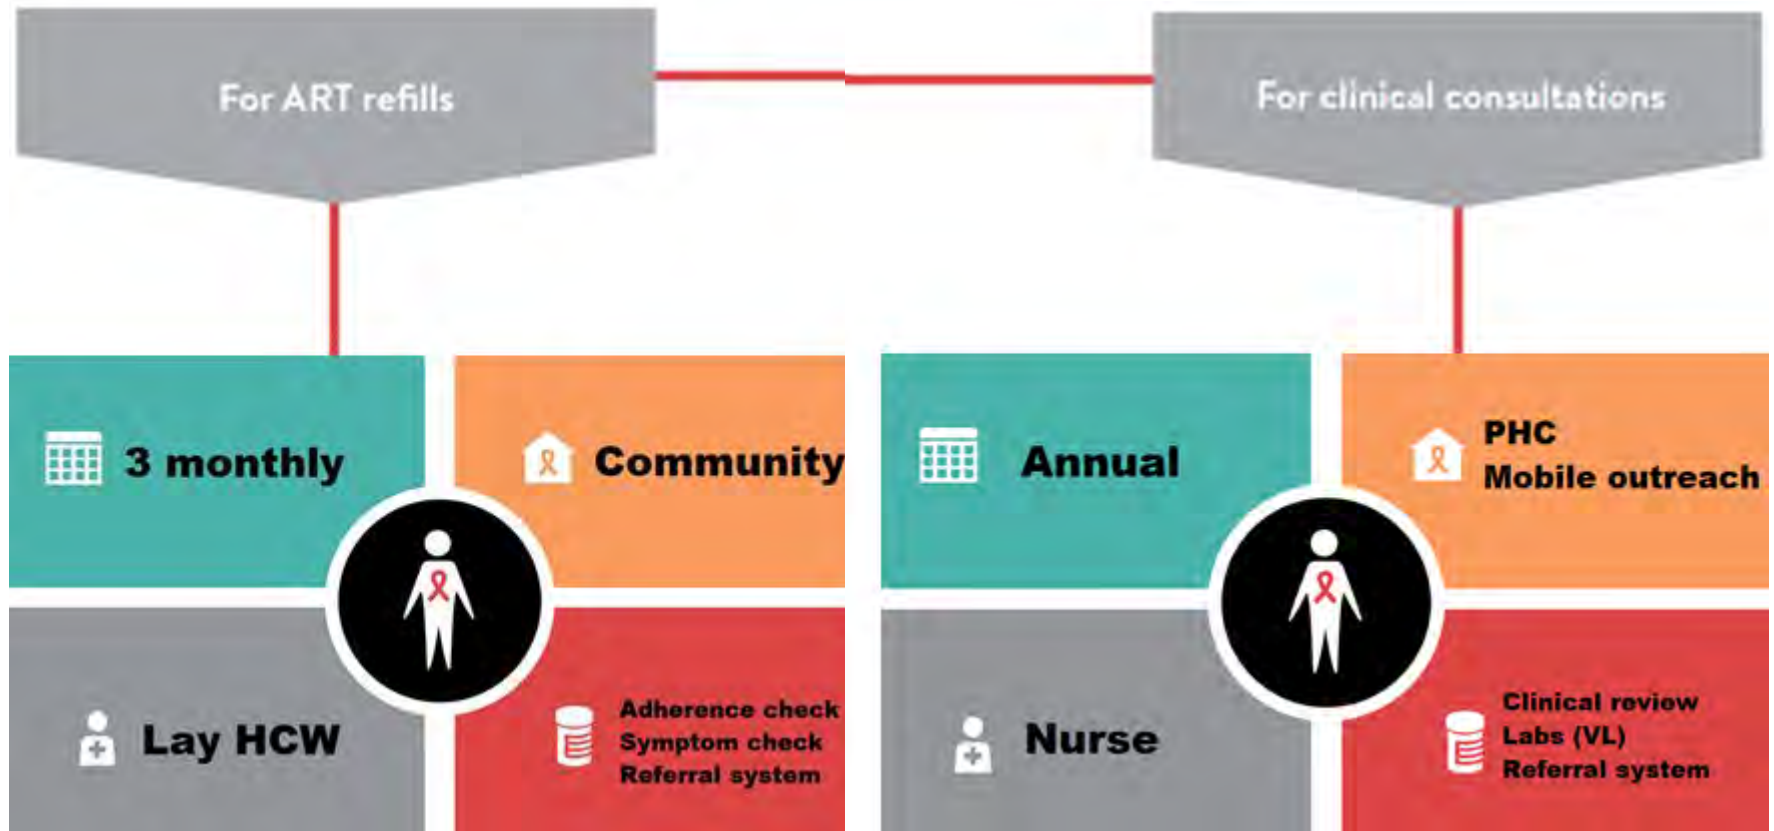 For ART refills
For clinical consultations
3 monthly
Community
Lay HCW
Adherence check
Symptom check
Referral system
Annual
PHC
Mobile outreach
Nurse
Clinical review
Labs (VL)
Referral system